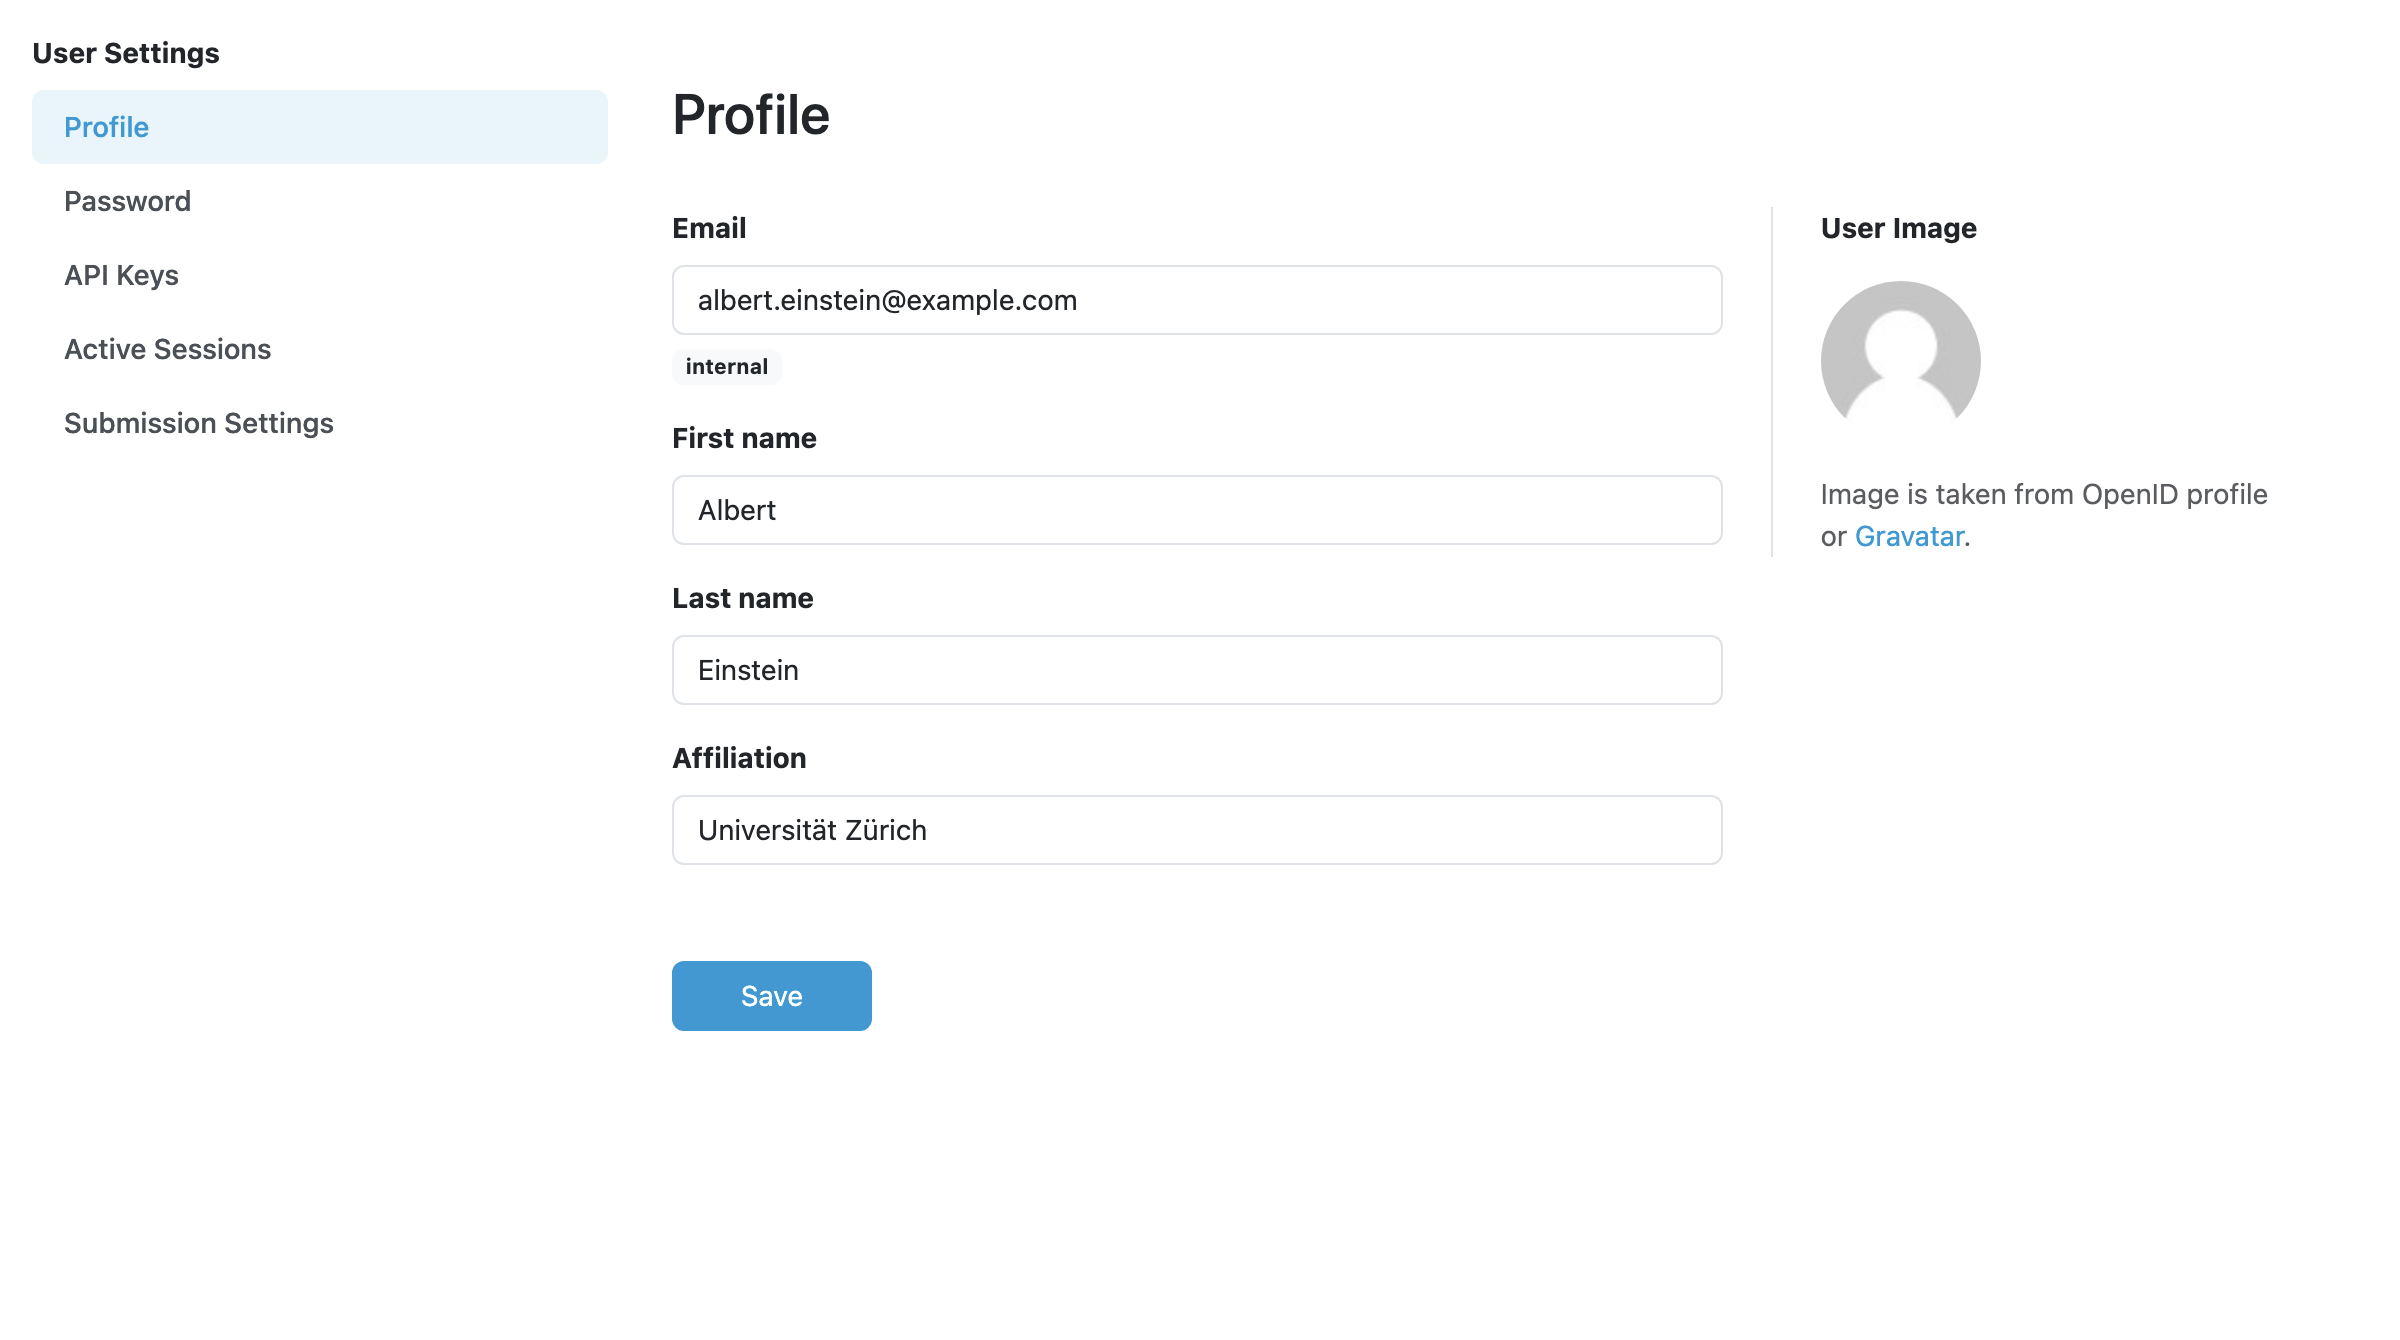 User Settings
Profile
Password
API Keys
Active Sessions
Submission Settings
Profile
Email
albert.einstein@example.com
internal
First name
Albert
Last name
Einstein
Affiliation
Universität Zürich
Save
User Image
Image is taken from OpenID profile
or Gravatar.